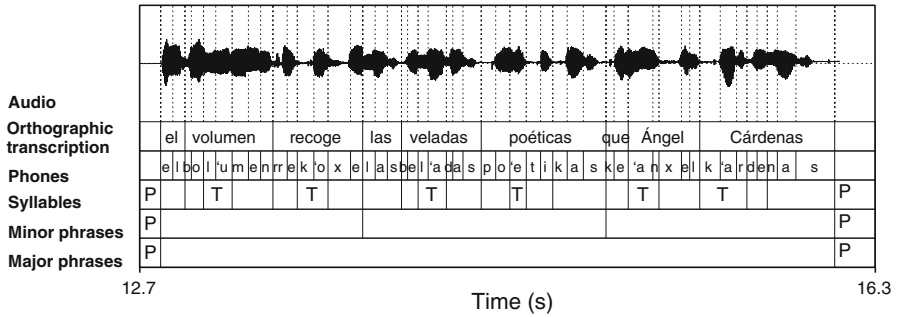 Audio
Orthographic transcription el volumen recoge las veladas poéticas que Ángel Cárdenas
Phones e l b o l 'u m e n rr e k 'o x e l a s b e l 'a d a s p o 'e t i k a s k e 'a n x e l k 'a r d e n a s
Syllables P T T T T T T P
Minor phrases P P
Major phrases P P
12.7 16.3
Time (s)